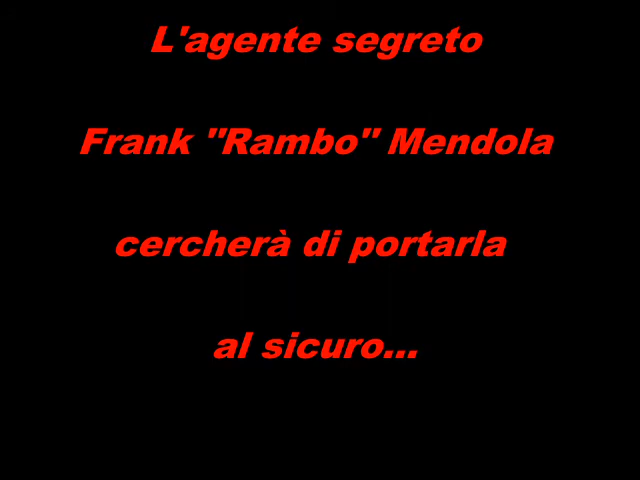 L'agente segreto
Frank "Rambo" Mendola
cercherà di portarla
al sicuro...